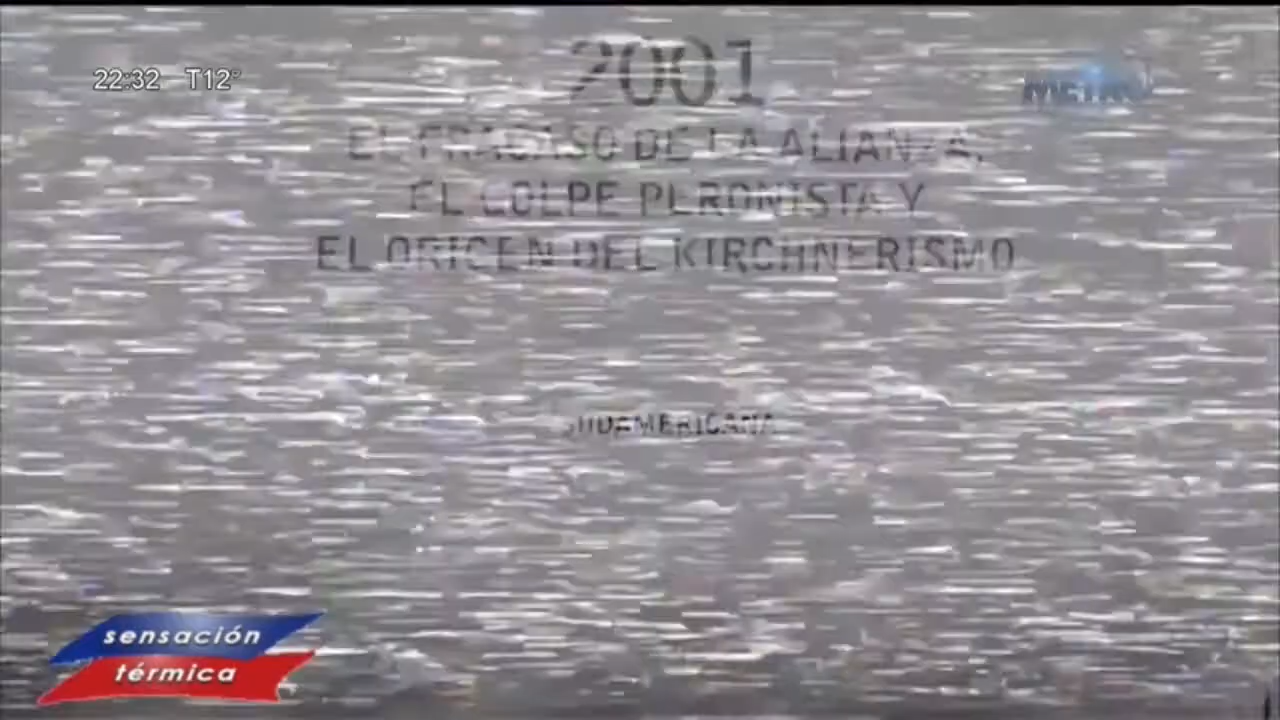 22:32 T12°
METRO
2001
EL FRACASO DE LA ALIANZA,
EL GOLPE PERONISTA Y
EL ORIGEN DEL KIRCHNERISMO
SUDAMERICANA
sensación
térmica